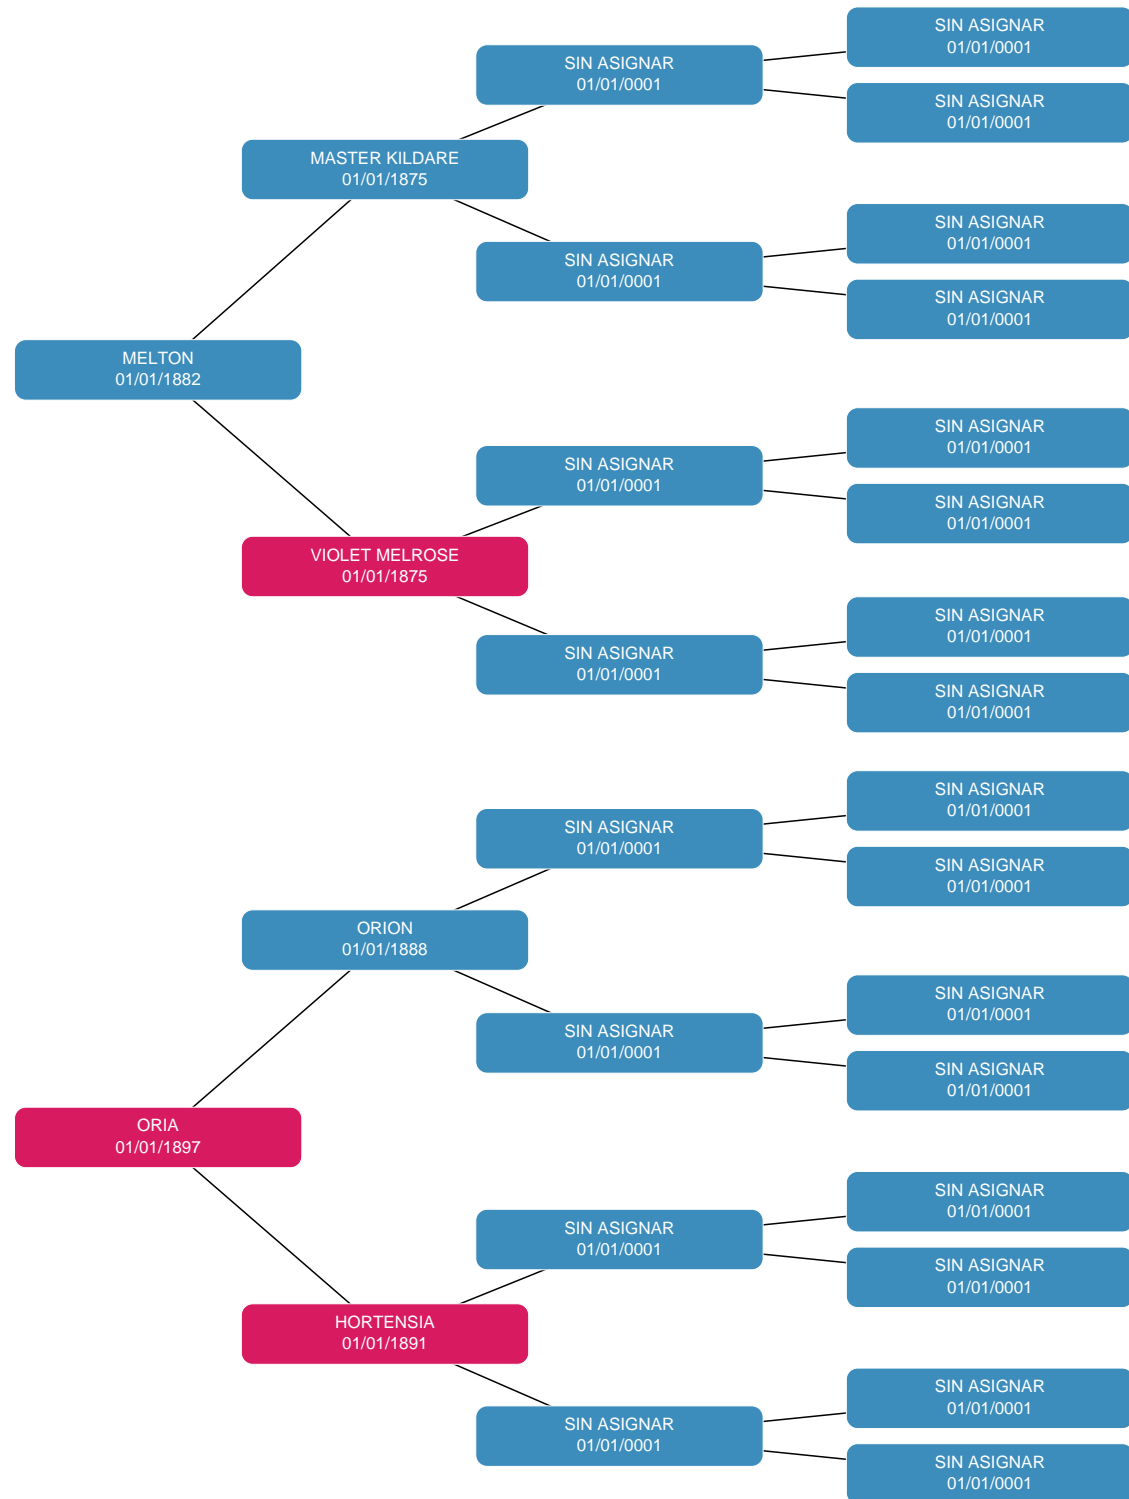 SIN ASIGNAR
01/01/0001
SIN ASIGNAR
01/01/0001
SIN ASIGNAR
01/01/0001
MASTER KILDARE
01/01/1875
SIN ASIGNAR
01/01/0001
SIN ASIGNAR
01/01/0001
SIN ASIGNAR
01/01/0001
MELTON
01/01/1882
SIN ASIGNAR
01/01/0001
SIN ASIGNAR
01/01/0001
SIN ASIGNAR
01/01/0001
VIOLET MELROSE
01/01/1875
SIN ASIGNAR
01/01/0001
SIN ASIGNAR
01/01/0001
SIN ASIGNAR
01/01/0001
SIN ASIGNAR
01/01/0001
SIN ASIGNAR
01/01/0001
SIN ASIGNAR
01/01/0001
ORION
01/01/1888
SIN ASIGNAR
01/01/0001
SIN ASIGNAR
01/01/0001
SIN ASIGNAR
01/01/0001
ORIA
01/01/1897
SIN ASIGNAR
01/01/0001
SIN ASIGNAR
01/01/0001
SIN ASIGNAR
01/01/0001
HORTENSIA
01/01/1891
SIN ASIGNAR
01/01/0001
SIN ASIGNAR
01/01/0001
SIN ASIGNAR
01/01/0001